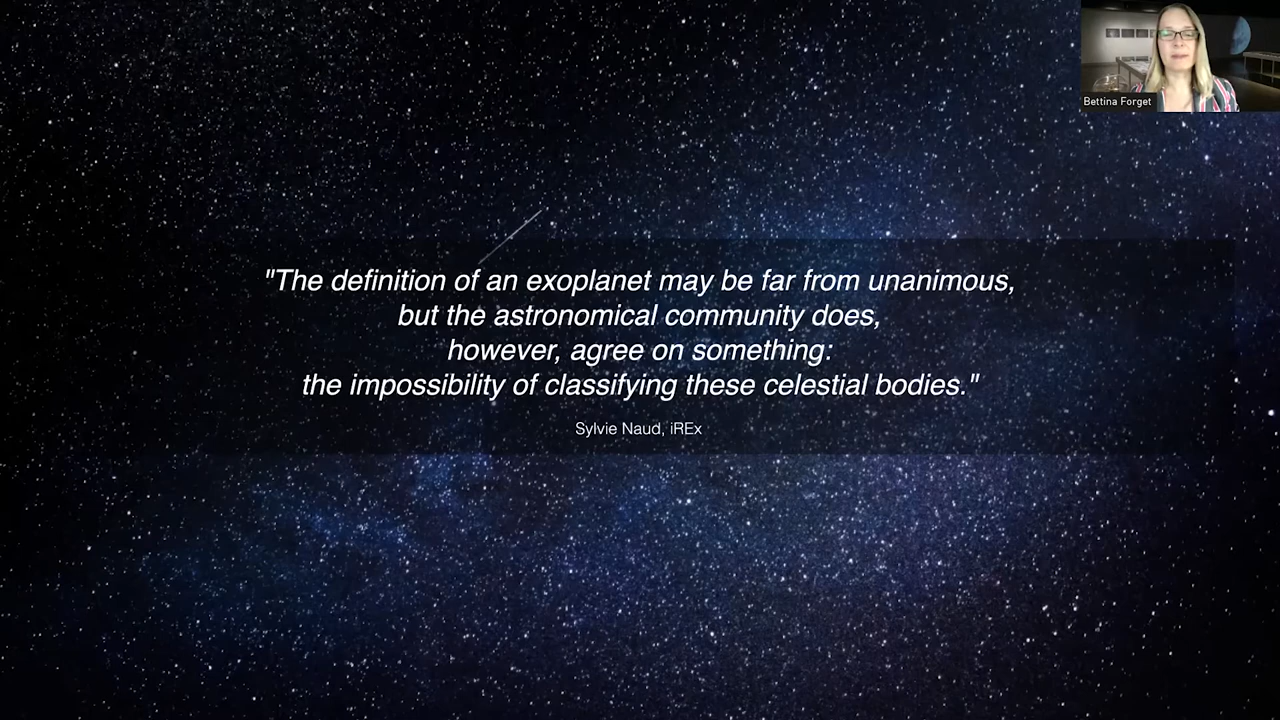 Bettina Forget
"The definition of an exoplanet may be far from unanimous,
but the astronomical community does,
however, agree on something:
the impossibility of classifying these celestial bodies."
Sylvie Naud, iREx